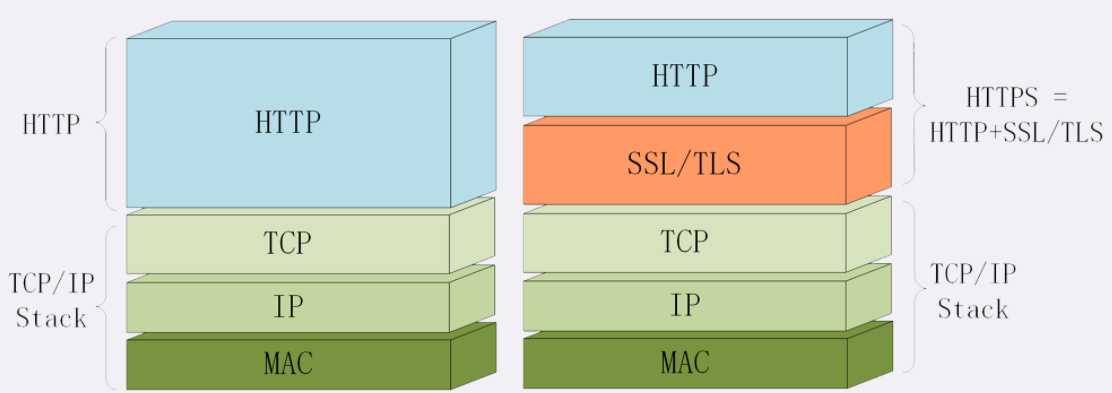 HTTP
HTTP
TCP/IP
Stack
TCP
IP
MAC
HTTP
SSL/TLS
TCP
IP
MAC
HTTPS =
HTTP+SSL/TLS
TCP/IP
Stack